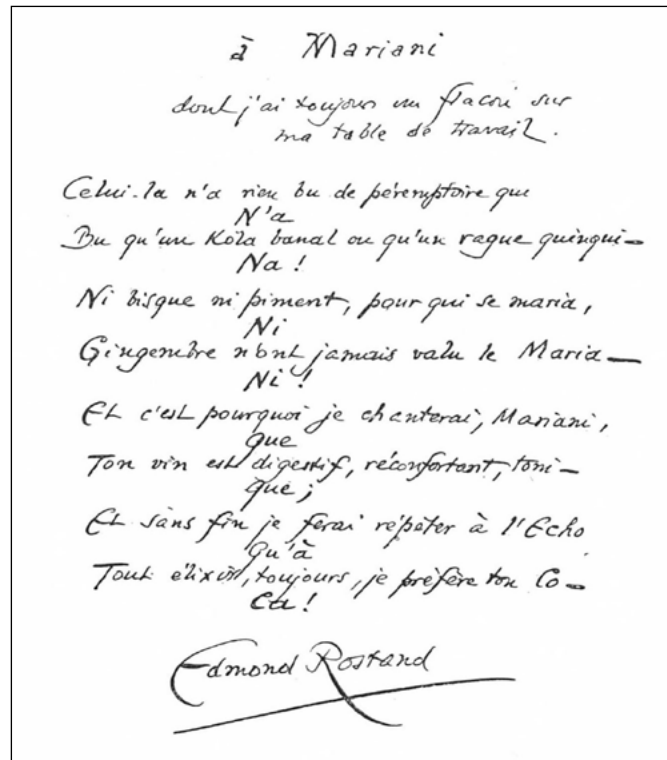 à Mariani
dont j'ai toujours un flacon sur
ma table de travail.
Celui-la n'a rien bu de péremptoire que
N'a
Bu qu'un Kola banal ou qu'un vague quinqui-
Na !
Ni bisque ni piment, pour qui se maria,
Ni
Gingembre n'ont jamais valu le Maria-
Ni !
Et c'est pourquoi je chanterai, Mariani,
que
Ton vin est digestif, réconfortant, toni-
que ;
Et sans fin je ferai répéter à l'Echo
Qu'à
Tout élixir, toujours, je préfère ton Co-
Ca !
Edmond Rostand